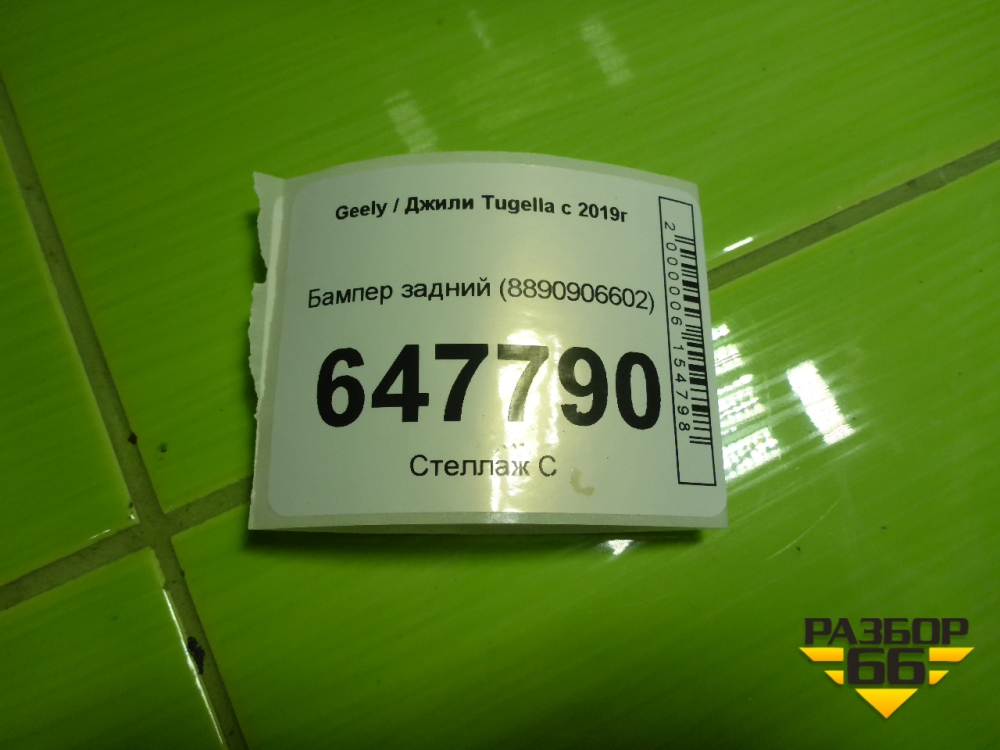 Geely / Джили Tugella с 2019г
Бампер задний (8890906602)
647790
Стеллаж С
2000006154798
РАЗБОР
66